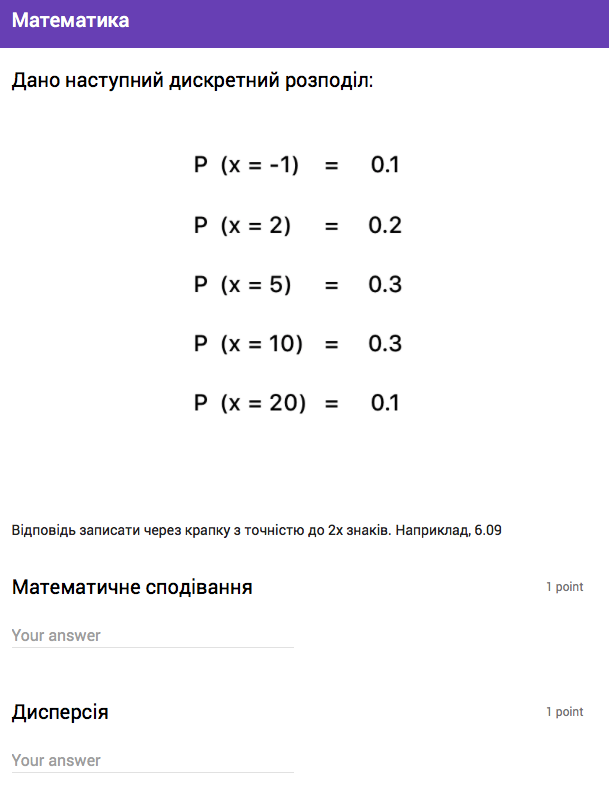 Математика
Дано наступний дискретний розподіл:
P (x = -1) = 0.1
P (x = 2) = 0.2
P (x = 5) = 0.3
P (x = 10) = 0.3
P (x = 20) = 0.1
Відповідь записати через крапку з точністю до 2х знаків. Наприклад, 6.09
Математичне сподівання 1 point
Your answer
Дисперсія 1 point
Your answer